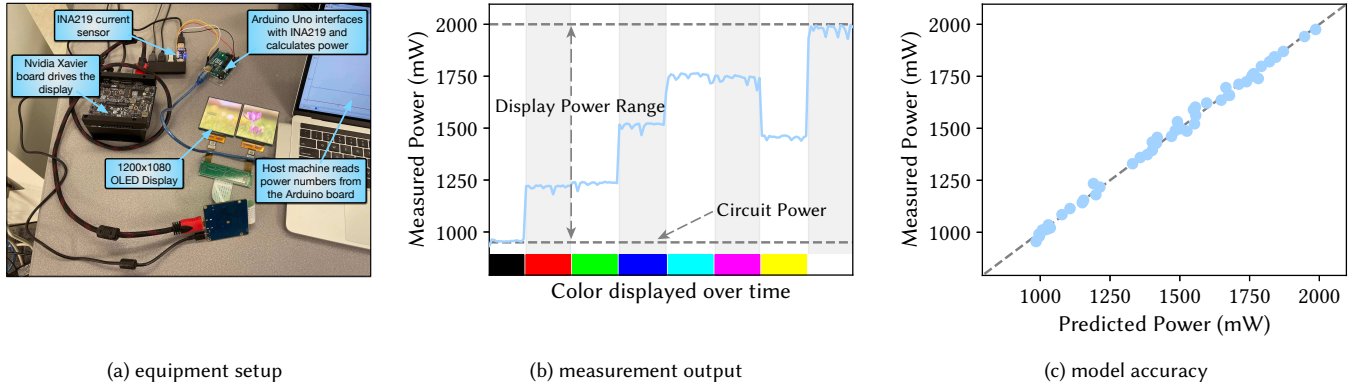 INA219 current
sensor
Arduino Uno interfaces
with INA219 and
calculates power
Nvidia Xavier
board drives the
display
1200x1080
OLED Display
Host machine reads
power numbers from
the Arduino board
(a) equipment setup
Measured Power (mW)
2000
1750
1500
1250
1000
Display Power Range
Circuit Power
Color displayed over time
(b) measurement output
Measured Power (mW)
2000
1750
1500
1250
1000
1000 1250 1500 1750 2000
Predicted Power (mW)
(c) model accuracy